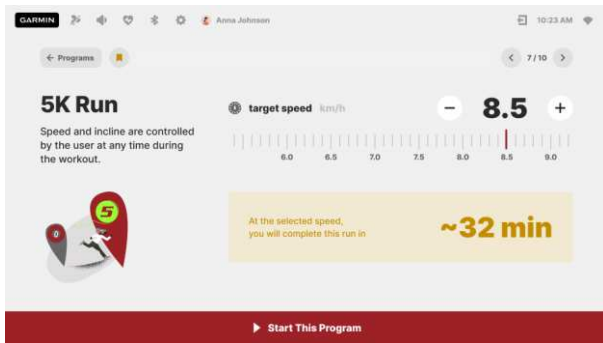 GARMIN
Anna Johnson
10:23 AM
← Programs
7/10
5K Run
Speed and incline are controlled
by the user at any time during
the workout.
target speed km/h
8.5
6.0 6.5 7.0 7.5 8.0 8.5 9.0
0
5
At the selected speed,
you will complete this run in
~32 min
Start This Program